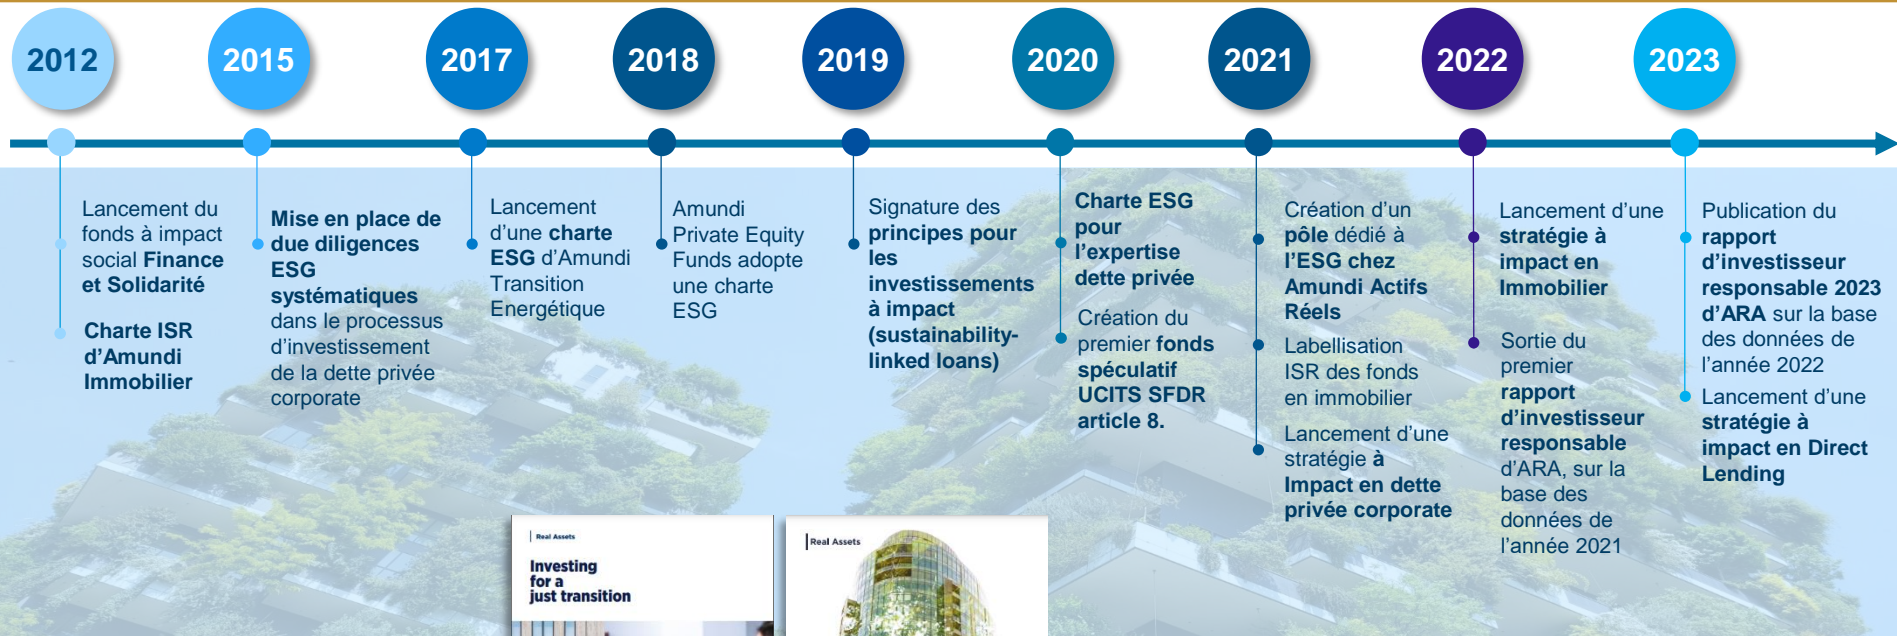 2012
2015
2017
2018
2019
2020
2021
2022
2023
Lancement du
fonds à impact
social Finance
et Solidarité
Charte ISR
d'Amundi
Immobilier
Mise en place de
due diligences
ESG
systématiques
dans le processus
d'investissement
de la dette privée
corporate
Lancement
d'une charte
ESG d'Amundi
Transition
Energétique
Amundi
Private Equity
Funds adopte
une charte
ESG
Signature des
principes pour
les
investissements
à impact
(sustainability-
linked loans)
Charte ESG
pour
l'expertise
dette privée
Création du
premier fonds
spéculatif
UCITS SFDR
article 8.
Création d'un
pôle dédié à
l'ESG chez
Amundi Actifs
Réels
Labellisation
ISR des fonds
en immobilier
Lancement d'une
stratégie à
Impact en dette
privée corporate
Lancement d'une
stratégie à
impact en
Immobilier
Sortie du
premier
rapport
d'investisseur
responsable
d'ARA, sur la
base des
données de
l'année 2021
Publication du
rapport
d'investisseur
responsable 2023
d'ARA sur la base
des données de
l'année 2022
Lancement d'une
stratégie à
impact en Direct
Lending
Real Assets
Investing
for a
just transition
Real Assets